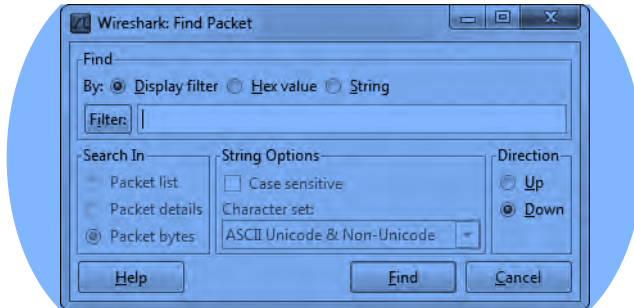 Wireshark: Find Packet
Find
By: Display filter Hex value String
Filter:
Search In String Options Direction
Packet list Case sensitive Up
Packet details Character set: Down
Packet bytes ASCII Unicode & Non-Unicode
Help Find Cancel